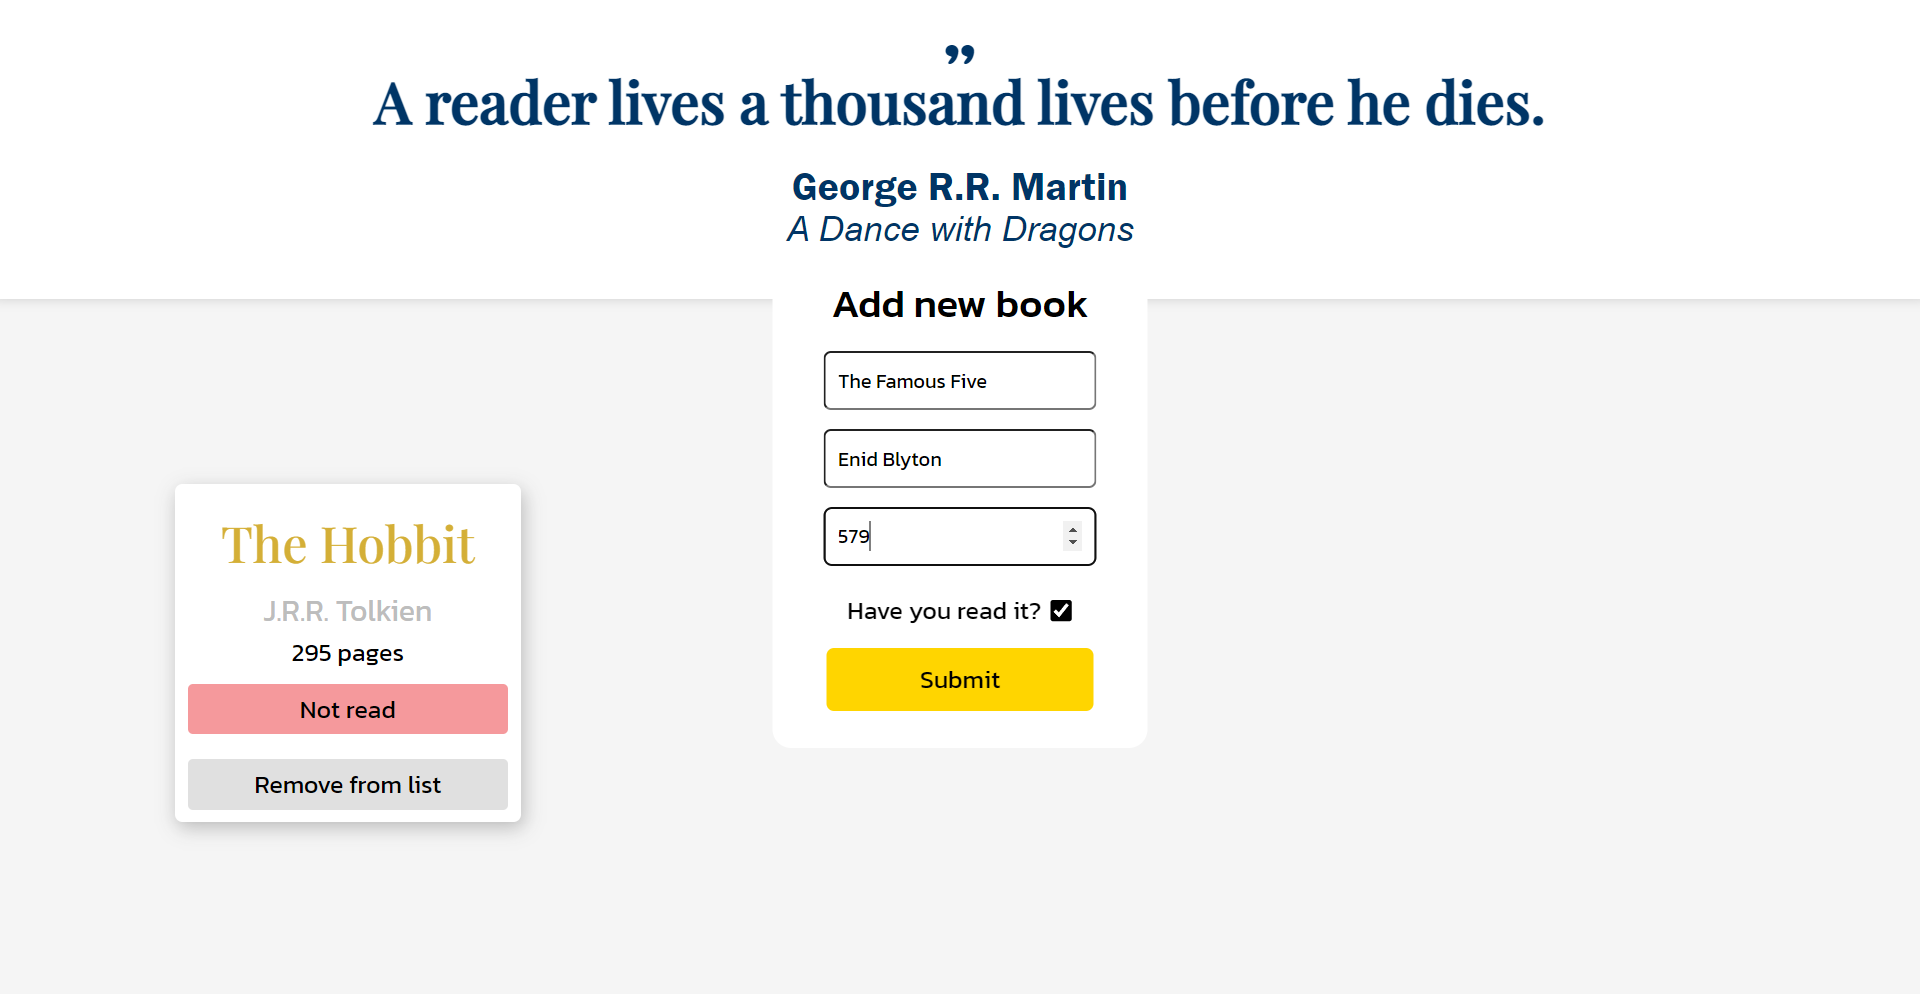 ”
A reader lives a thousand lives before he dies.
George R.R. Martin
A Dance with Dragons
Add new book
The Famous Five
Enid Blyton
579
Have you read it?
Submit
The Hobbit
J.R.R. Tolkien
295 pages
Not read
Remove from list